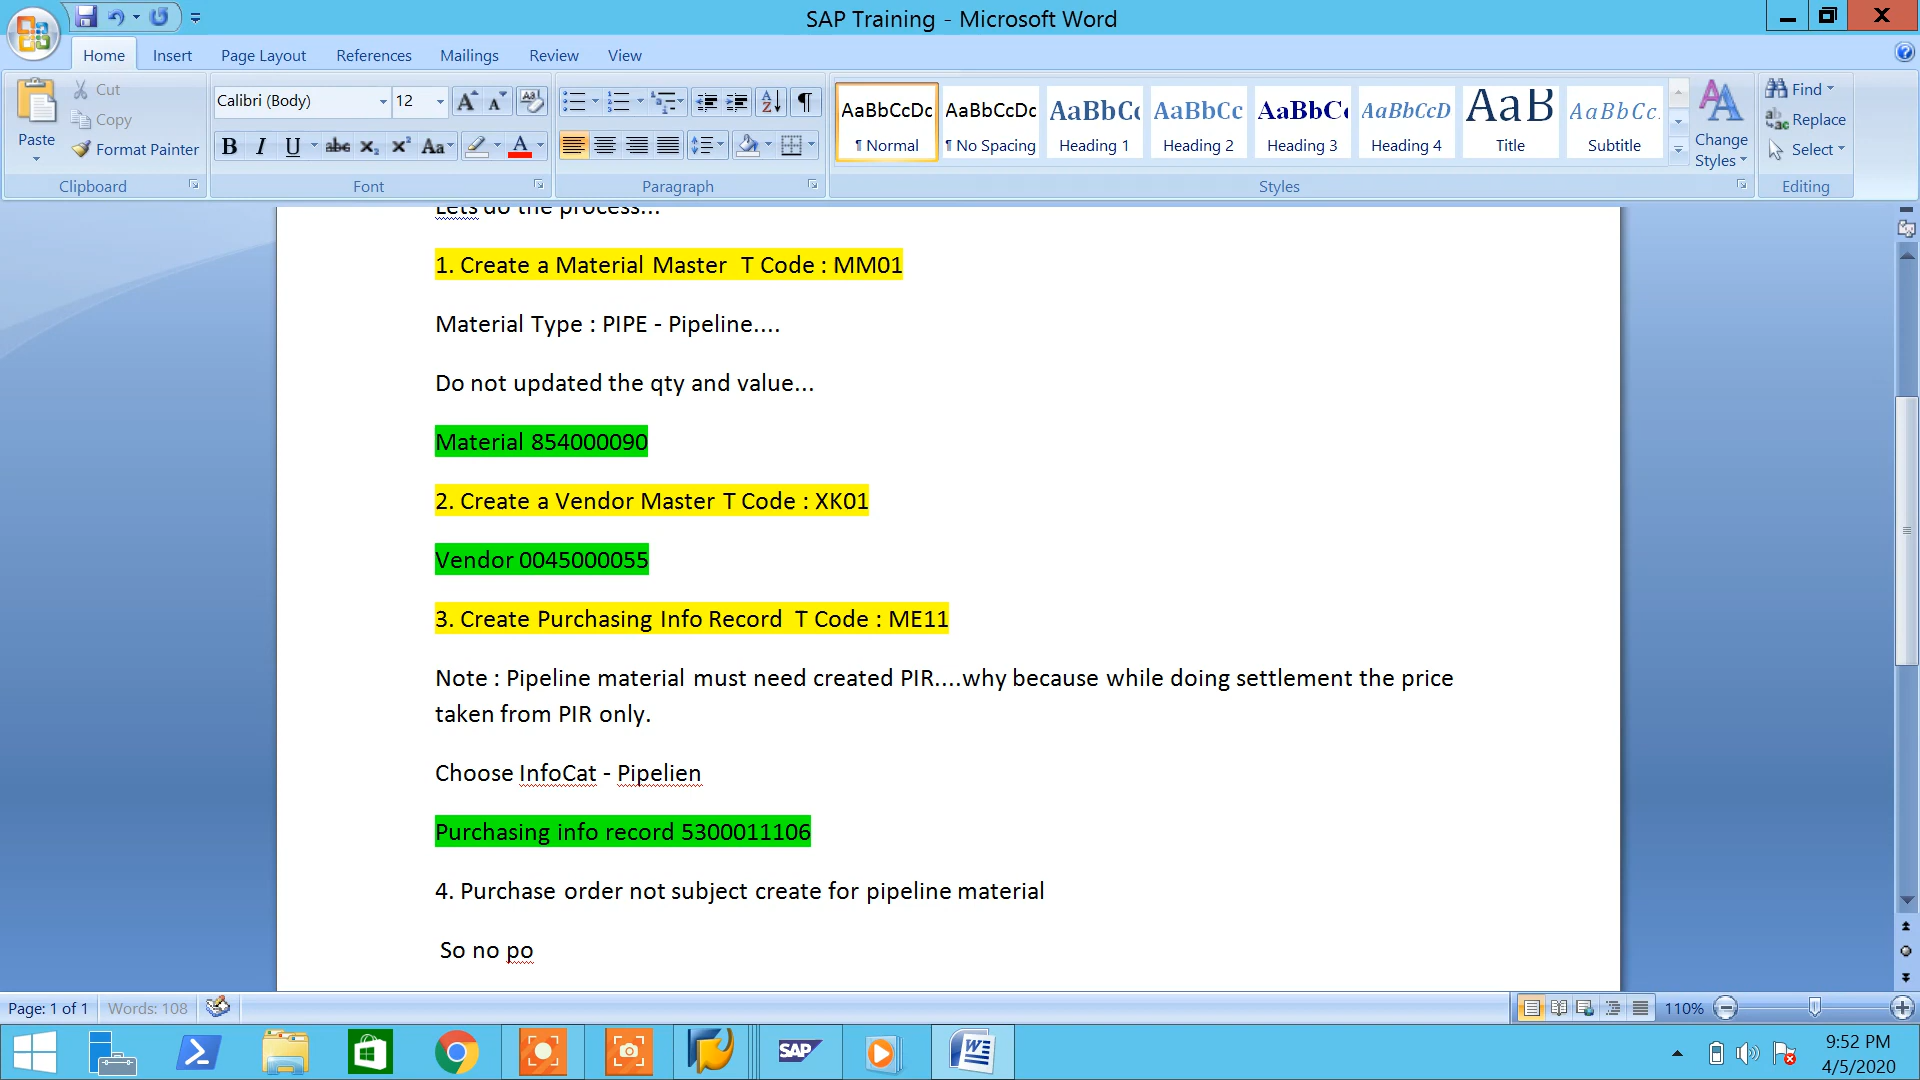 SAP Training - Microsoft Word
Home Insert Page Layout References Mailings Review View
Paste
Cut
Copy
Format Painter
Clipboard
Calibri (Body) 12
Font
Paragraph
AaBbCcDc AaBbCcDc AaBbCc AaBbCc AaBbCc AaBbCcD AaB AaBbCc.
¶ Normal ¶ No Spacing Heading 1 Heading 2 Heading 3 Heading 4 Title Subtitle
Change Styles
Styles
Find
Replace
Select
Editing
Lets do the process...
1. Create a Material Master T Code : MM01
Material Type : PIPE - Pipeline....
Do not updated the qty and value...
Material 854000090
2. Create a Vendor Master T Code : XK01
Vendor 0045000055
3. Create Purchasing Info Record T Code : ME11
Note : Pipeline material must need created PIR....why because while doing settlement the price
taken from PIR only.
Choose InfoCat - Pipelien
Purchasing info record 5300011106
4. Purchase order not subject create for pipeline material
So no po
Page: 1 of 1 Words: 108 110%
SAP
9:52 PM
4/5/2020